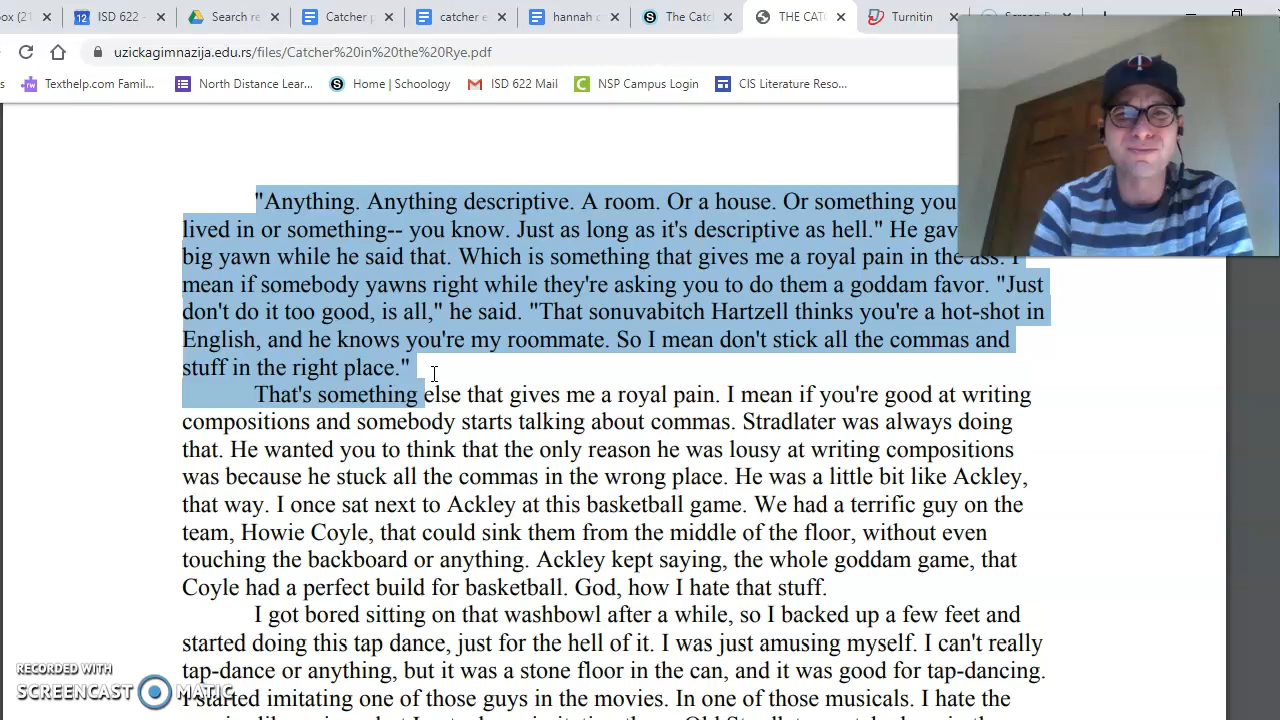 ox (21
12 ISD 622 -
Search re
Catcher
catcher e
hannah c
The Catc
THE CATC
Turnitin
uzickagimnazija.edu.rs/files/Catcher%20in%20the%20Rye.pdf
s
rw Texthelp.com Famil...
North Distance Lear...
Home | Schoology
ISD 622 Mail
NSP Campus Login
CIS Literature Reso...
"Anything. Anything descriptive. A room. Or a house. Or something you
lived in or something-- you know. Just as long as it's descriptive as hell." He gav
big yawn while he said that. Which is something that gives me a royal pain in the ass. I
mean if somebody yawns right while they're asking you to do them a goddam favor. "Just
don't do it too good, is all," he said. "That sonuvabitch Hartzell thinks you're a hot-shot in
English, and he knows you're my roommate. So I mean don't stick all the commas and
stuff in the right place."
That's something else that gives me a royal pain. I mean if you're good at writing
compositions and somebody starts talking about commas. Stradlater was always doing
that. He wanted you to think that the only reason he was lousy at writing compositions
was because he stuck all the commas in the wrong place. He was a little bit like Ackley,
that way. I once sat next to Ackley at this basketball game. We had a terrific guy on the
team, Howie Coyle, that could sink them from the middle of the floor, without even
touching the backboard or anything. Ackley kept saying, the whole goddam game, that
Coyle had a perfect build for basketball. God, how I hate that stuff.
I got bored sitting on that washbowl after a while, so I backed up a few feet and
started doing this tap dance, just for the hell of it. I was just amusing myself. I can't really
tap-dance or anything, but it was a stone floor in the can, and it was good for tap-dancing.
I started imitating one of those guys in the movies. In one of those musicals. I hate the
RECORDED WITH
SCREENCAST MATIC